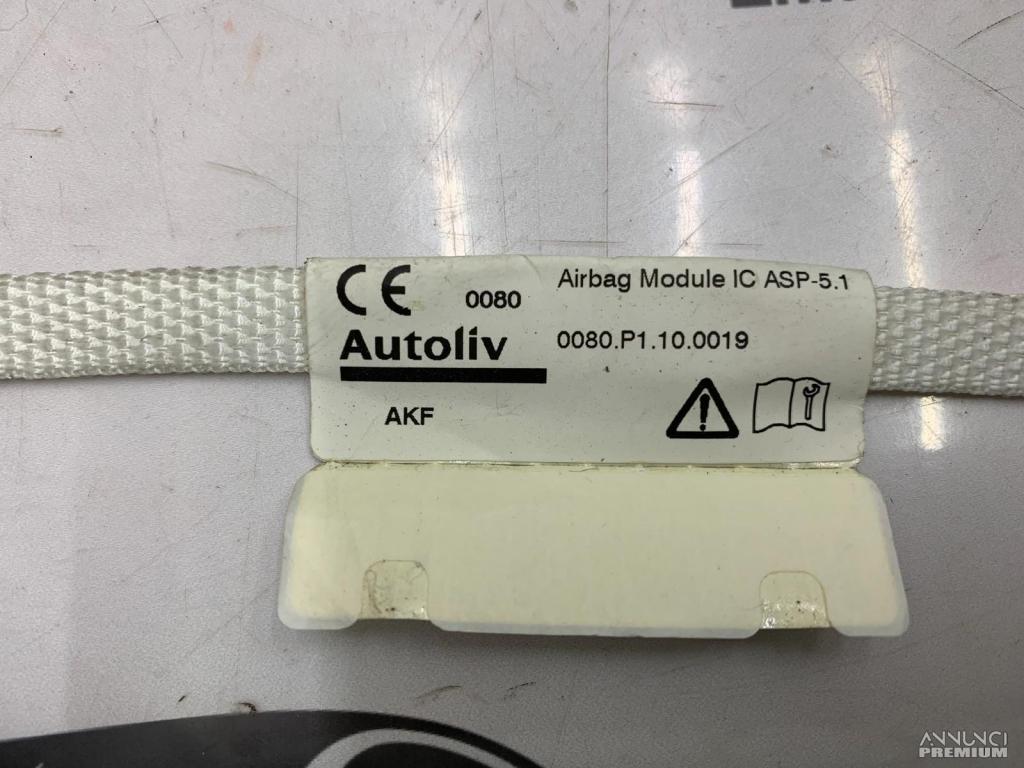 CE 0080
Airbag Module IC ASP-5.1
Autoliv
0080.P1.10.0019
AKF
ANNUNCI
PREMIUM